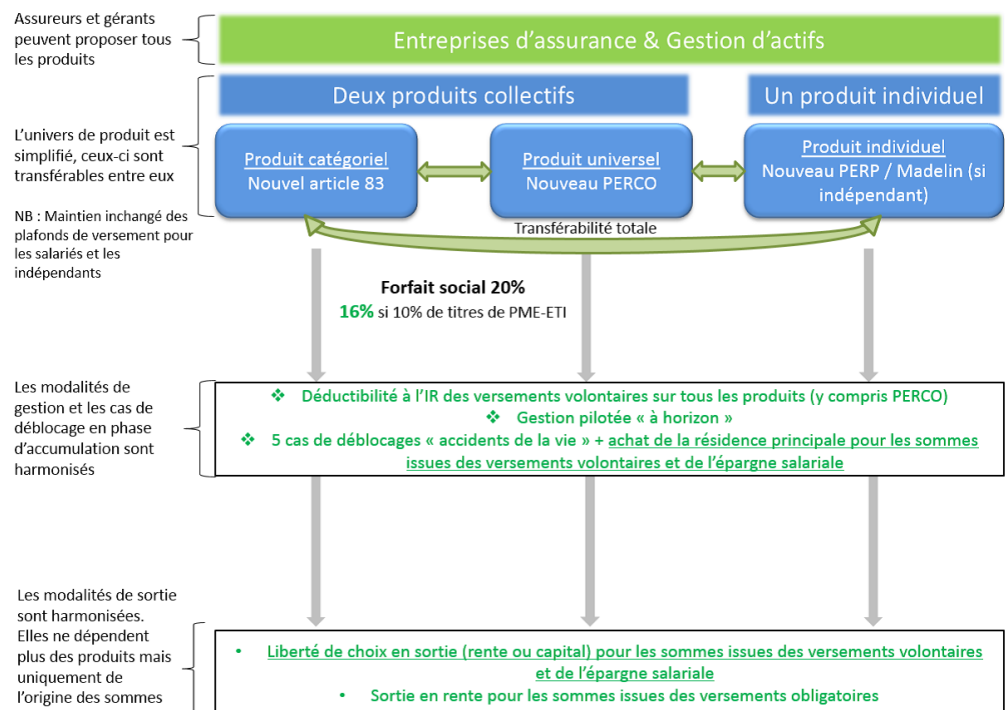 Assureurs et gérants
peuvent proposer tous
les produits
Entreprises d'assurance & Gestion d'actifs
Deux produits collectifs
Un produit individuel
L'univers de produit est
simplifié, ceux-ci sont
transférables entre eux
NB : Maintien inchangé des
plafonds de versement pour
les salariés et les
indépendants
Produit catégoriel
Nouvel article 83
Produit universel
Nouveau PERCO
Produit individuel
Nouveau PERP / Madelin (si
indépendant)
Transférabilité totale
Forfait social 20%
16% si 10% de titres de PME-ETI
Les modalités de
gestion et les cas de
déblocage en phase
d'accumulation sont
harmonisés
❖ Déductibilité à l'IR des versements volontaires sur tous les produits (y compris PERCO)
❖ Gestion pilotée « à horizon »
❖ 5 cas de déblocages « accidents de la vie » + achat de la résidence principale pour les sommes
issues des versements volontaires et de l'épargne salariale
Les modalités de sortie
sont harmonisées.
Elles ne dépendent
plus des produits mais
uniquement de
l'origine des sommes
• Liberté de choix en sortie (rente ou capital) pour les sommes issues des versements volontaires
et de l'épargne salariale
• Sortie en rente pour les sommes issues des versements obligatoires